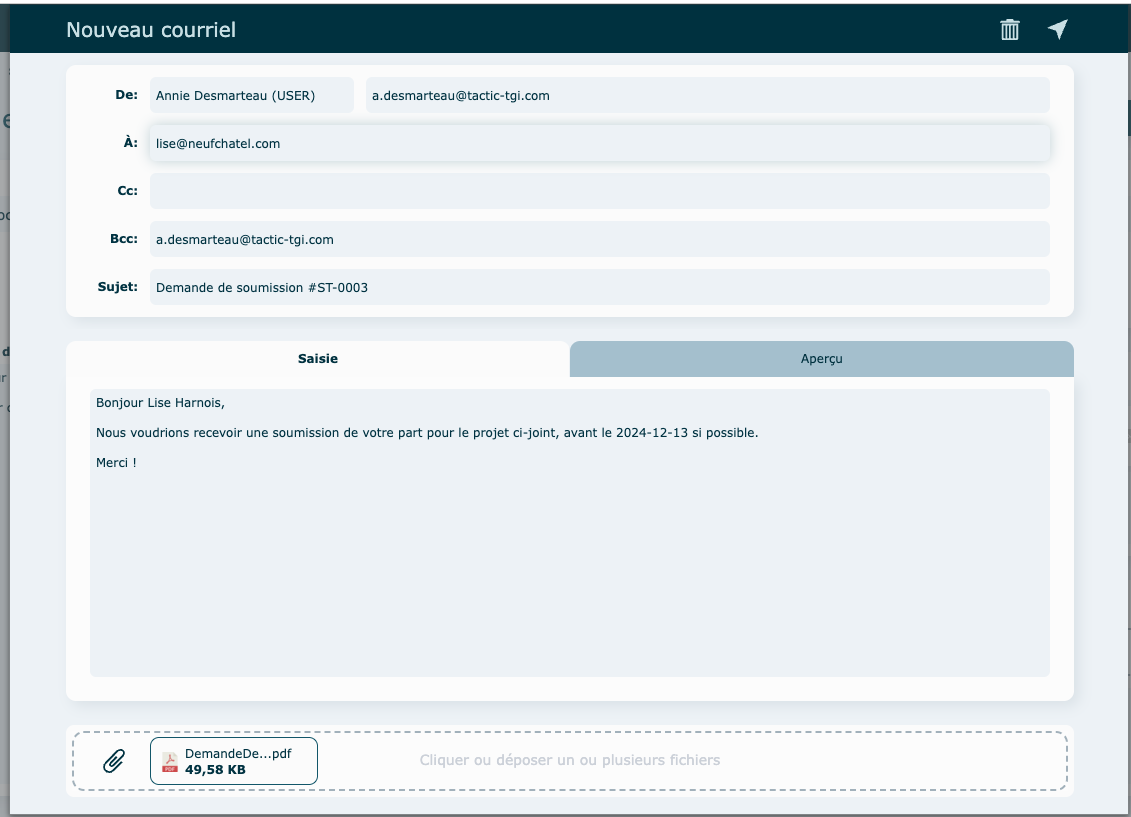 Nouveau courriel
De: Annie Desmarteau (USER) a.desmarteau@tactic-tgi.com
À: lise@neufchatel.com
Cc:
Bcc: a.desmarteau@tactic-tgi.com
Sujet: Demande de soumission #ST-0003
Saisie Aperçu
Bonjour Lise Harnois,
Nous voudrions recevoir une soumission de votre part pour le projet ci-joint, avant le 2024-12-13 si possible.
Merci !
DemandeDe...pdf
49,58 KB
Cliquer ou déposer un ou plusieurs fichiers